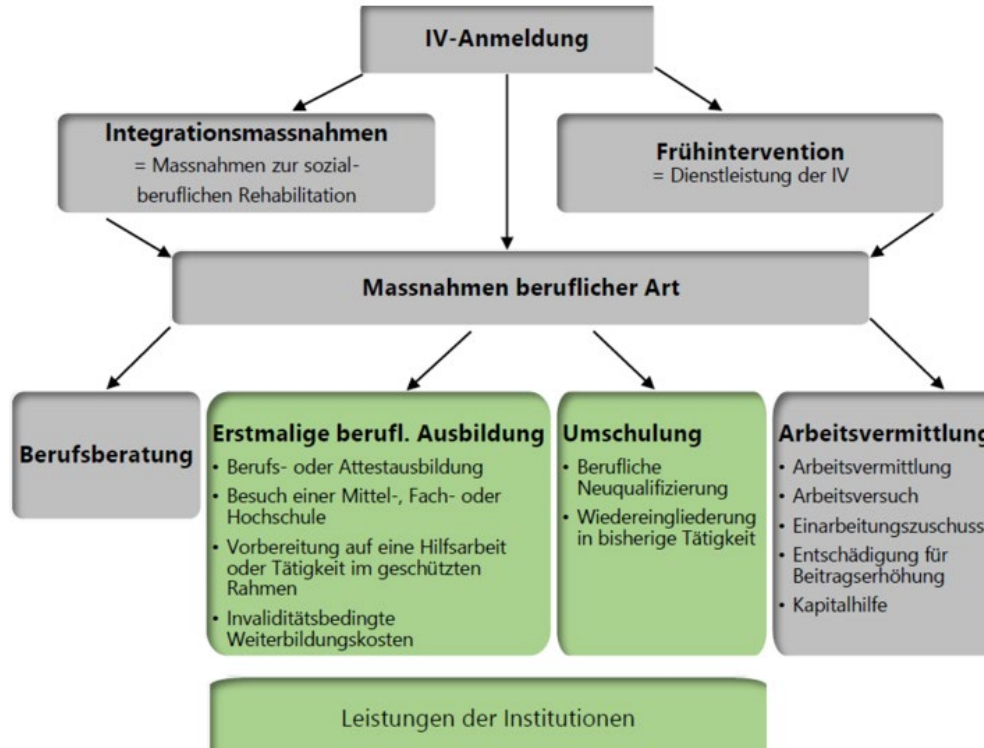 IV-Anmeldung
Integrationsmassnahmen
= Massnahmen zur sozial-
beruflichen Rehabilitation
Frühintervention
= Dienstleistung der IV
Massnahmen beruflicher Art
Berufsberatung
Erstmalige berufl. Ausbildung
• Berufs- oder Attestausbildung
• Besuch einer Mittel-, Fach- oder
Hochschule
• Vorbereitung auf eine Hilfsarbeit
oder Tätigkeit im geschützten
Rahmen
• Invaliditätsbedingte
Weiterbildungskosten
Umschulung
• Berufliche
Neuqualifizierung
• Wiedereingliederung
in bisherige Tätigkeit
Arbeitsvermittlung
• Arbeitsvermittlung
• Arbeitsversuch
• Einarbeitungszuschuss
• Entschädigung für
Beitragserhöhung
• Kapitalhilfe
Leistungen der Institutionen